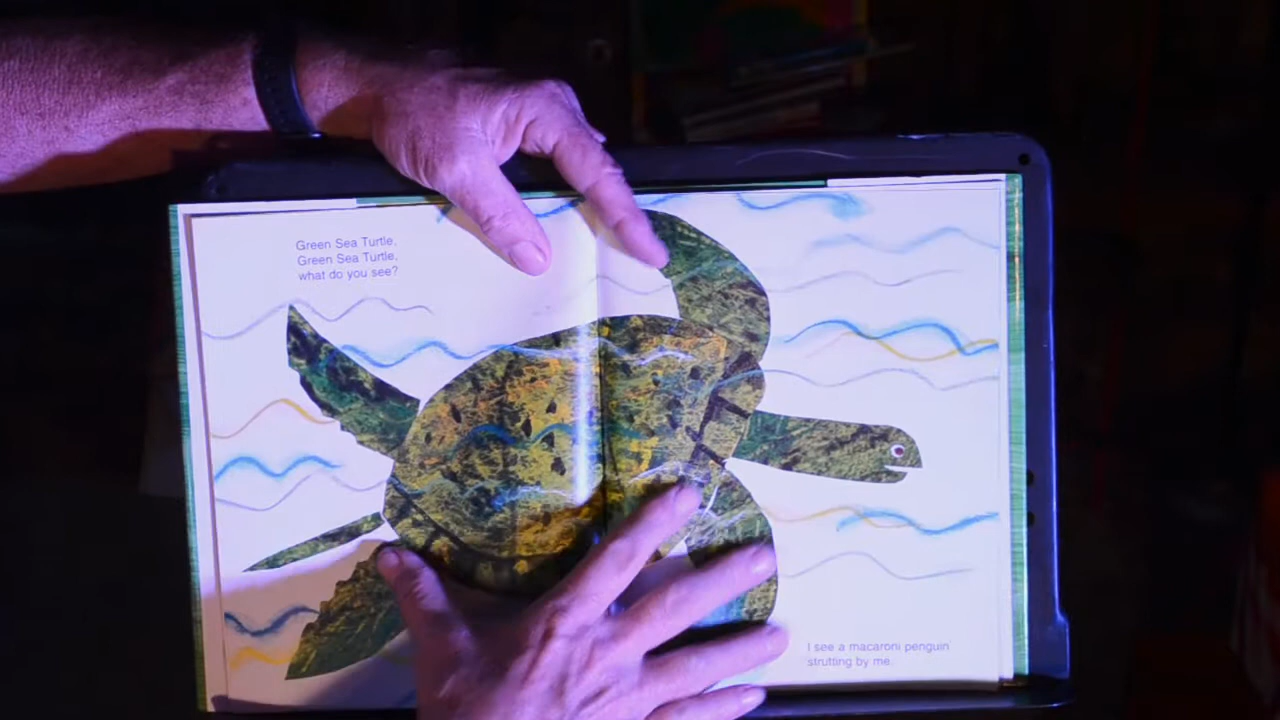 Green Sea Turtle,
Green Sea Turtle,
what do you see?
I see a macaroni penguin
strutting by me.